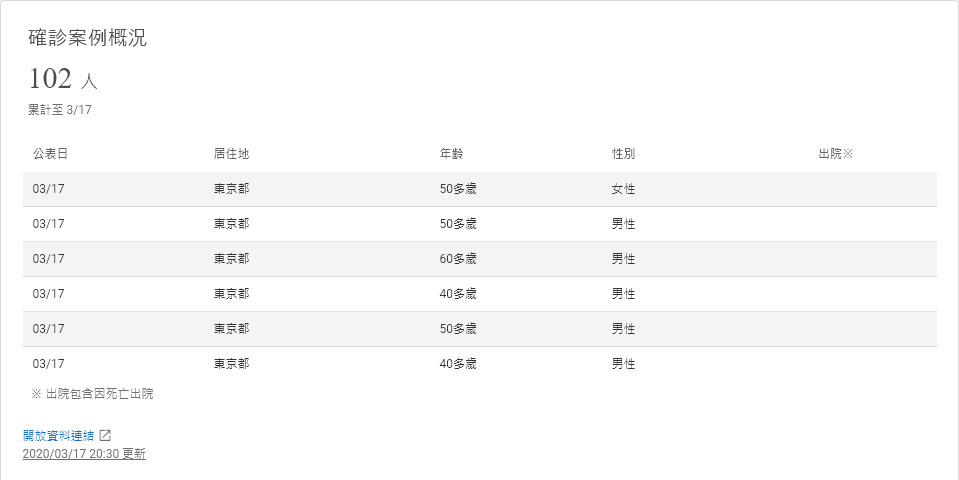 確診案例概況
102 人
累計至 3/17
公表日 居住地 年齡 性別 出院※
03/17 東京都 50多歲 女性
03/17 東京都 50多歲 男性
03/17 東京都 60多歲 男性
03/17 東京都 40多歲 男性
03/17 東京都 50多歲 男性
03/17 東京都 40多歲 男性
※ 出院包含因死亡出院
開放資料連結
2020/03/17 20:30 更新